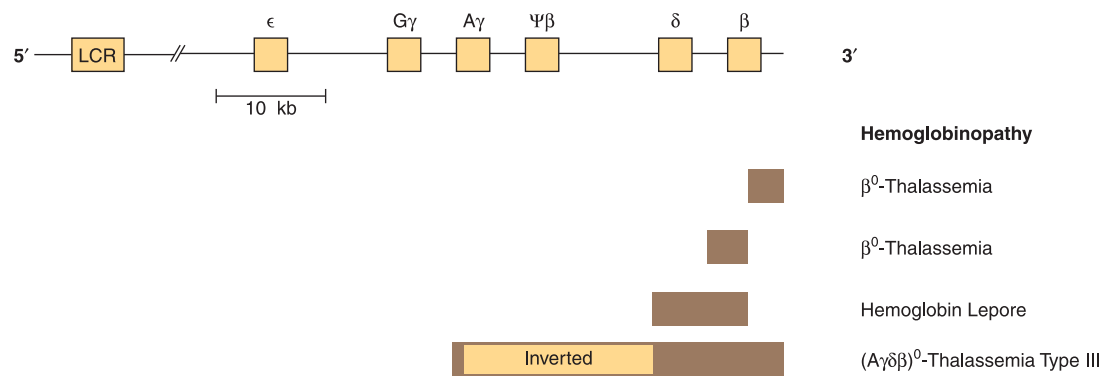 ϵ Gγ Aγ Ψβ δ β
5′ LCR 3′
10 kb
Hemoglobinopathy
β⁰-Thalassemia
β⁰-Thalassemia
Hemoglobin Lepore
Inverted (Aγδβ)⁰-Thalassemia Type III